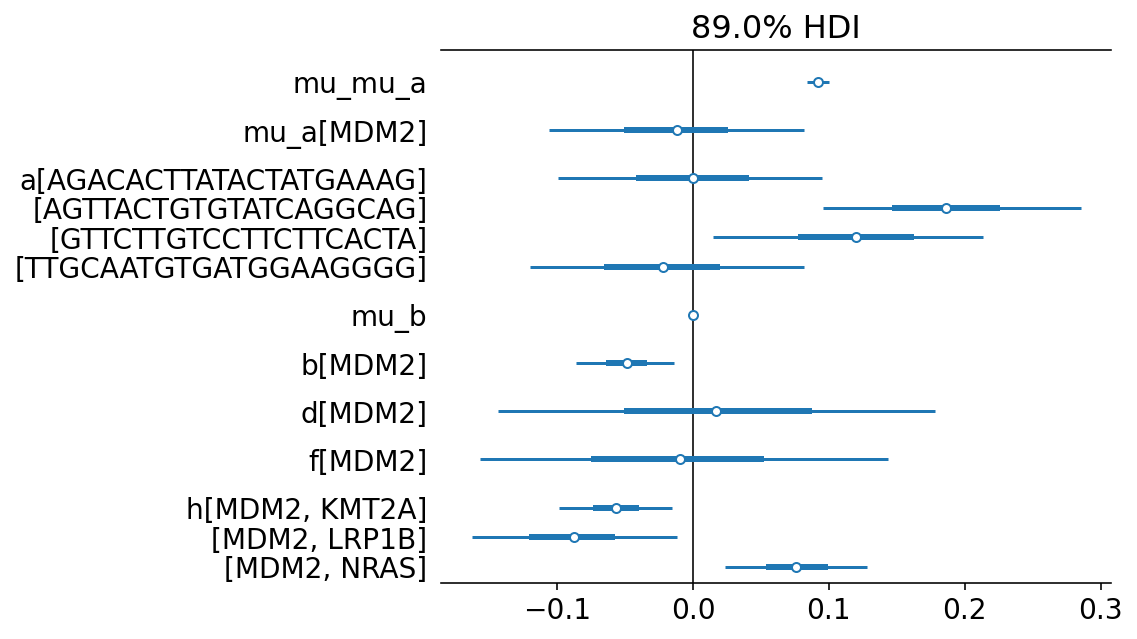 89.0% HDI
mu_mu_a
mu_a[MDM2]
a[AGACACTTATACTATGAAAG]
[AGTTACTGTGTATCAGGCAG]
[GTTCTTGTCCTTCTTCACTA]
[TTGCAATGTGATGGAAGGGG]
mu_b
b[MDM2]
d[MDM2]
f[MDM2]
h[MDM2, KMT2A]
[MDM2, LRP1B]
[MDM2, NRAS]
−0.1 0.0 0.1 0.2 0.3